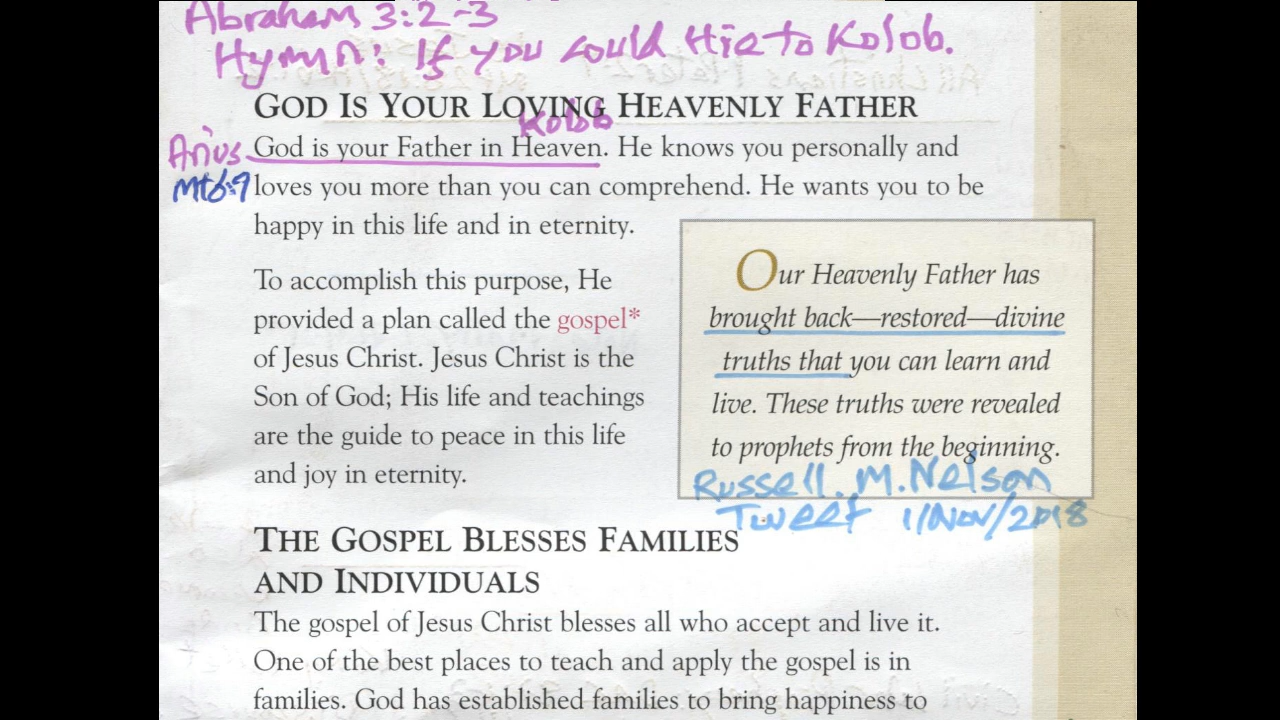 Abraham 3:2-3
Hymn: If you could Hie to Kolob.
GOD IS YOUR LOVING HEAVENLY FATHER
Kolob
Arius God is your Father in Heaven. He knows you personally and
Mt6:9 loves you more than you can comprehend. He wants you to be
happy in this life and in eternity.
To accomplish this purpose, He
provided a plan called the gospel*
of Jesus Christ. Jesus Christ is the
Son of God; His life and teachings
are the guide to peace in this life
and joy in eternity.
Our Heavenly Father has
brought back—restored—divine
truths that you can learn and
live. These truths were revealed
to prophets from the beginning.
Russell M. Nelson
Tweet 1/Nov/2018
THE GOSPEL BLESSES FAMILIES
AND INDIVIDUALS
The gospel of Jesus Christ blesses all who accept and live it.
One of the best places to teach and apply the gospel is in
families. God has established families to bring happiness to